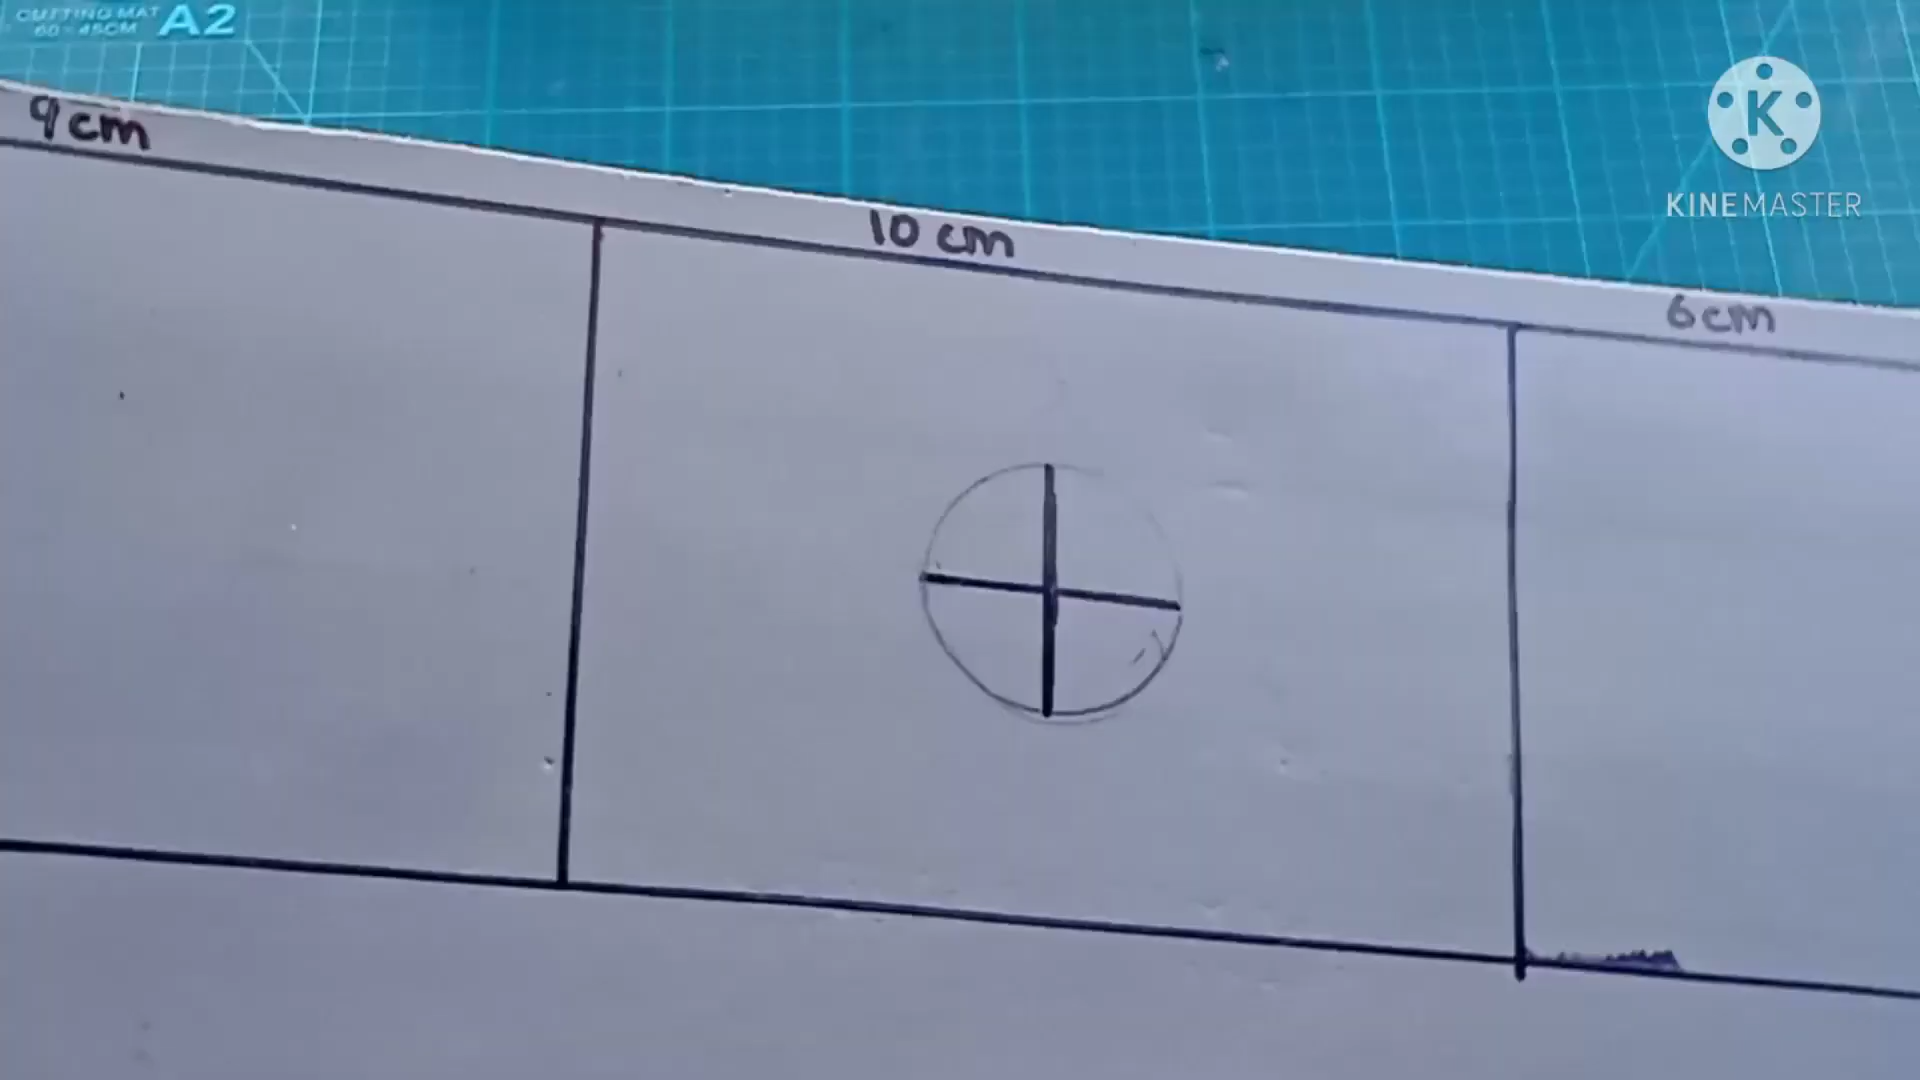 CUTTING MAT A2
60 - 45CM
9cm
10 cm
6cm
K
KINEMASTER